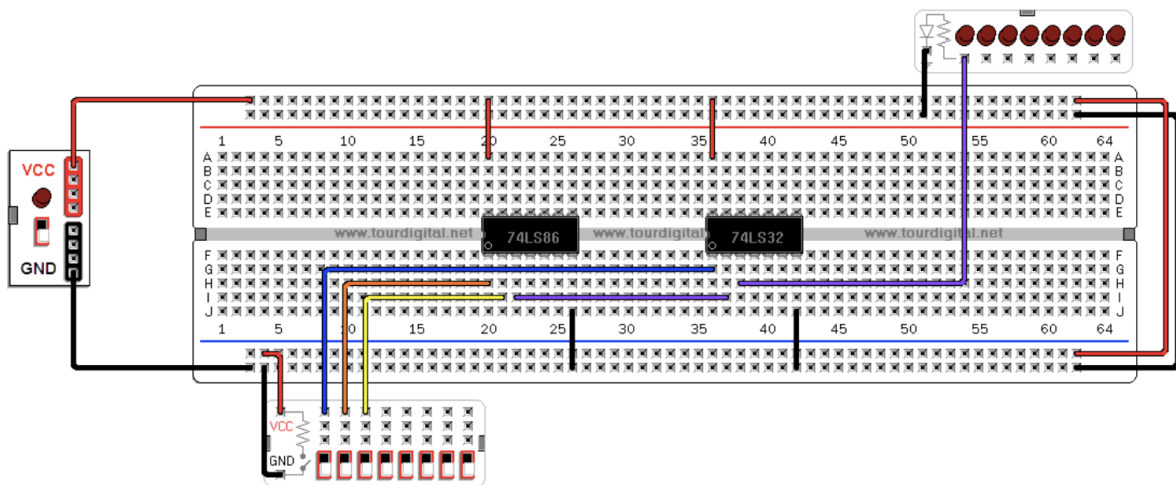 1 5 10 15 20 25 30 35 40 45 50 55 60 64
A A
B B
C C
D D
E E
VCC
GND
www.tourdigital.net 74LS86 www.tourdigital.net 74LS32 www.tourdigital.net
F F
G G
H H
I I
J J
1 5 10 15 20 25 30 35 40 45 50 55 60 64
VCC
GND